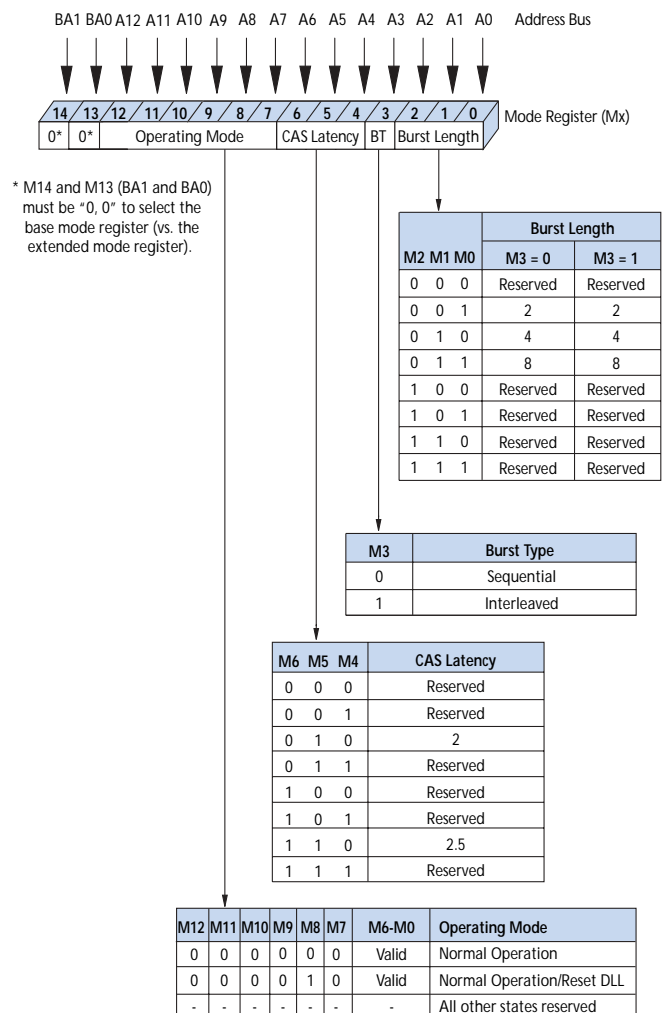 BA1 BA0 A12 A11 A10 A9 A8 A7 A6 A5 A4 A3 A2 A1 A0 Address Bus
14 13 12 11 10 9 8 7 6 5 4 3 2 1 0 Mode Register (Mx)
0* 0* Operating Mode CAS Latency BT Burst Length
* M14 and M13 (BA1 and BA0)
must be "0, 0" to select the
base mode register (vs. the
extended mode register).
Burst Length
M2 M1 M0 M3 = 0 M3 = 1
0 0 0 Reserved Reserved
0 0 1 2 2
0 1 0 4 4
0 1 1 8 8
1 0 0 Reserved Reserved
1 0 1 Reserved Reserved
1 1 0 Reserved Reserved
1 1 1 Reserved Reserved
M3 Burst Type
0 Sequential
1 Interleaved
M6 M5 M4 CAS Latency
0 0 0 Reserved
0 0 1 Reserved
0 1 0 2
0 1 1 Reserved
1 0 0 Reserved
1 0 1 Reserved
1 1 0 2.5
1 1 1 Reserved
M12 M11 M10 M9 M8 M7 M6-M0 Operating Mode
0 0 0 0 0 0 Valid Normal Operation
0 0 0 0 1 0 Valid Normal Operation/Reset DLL
- - - - - - - All other states reserved